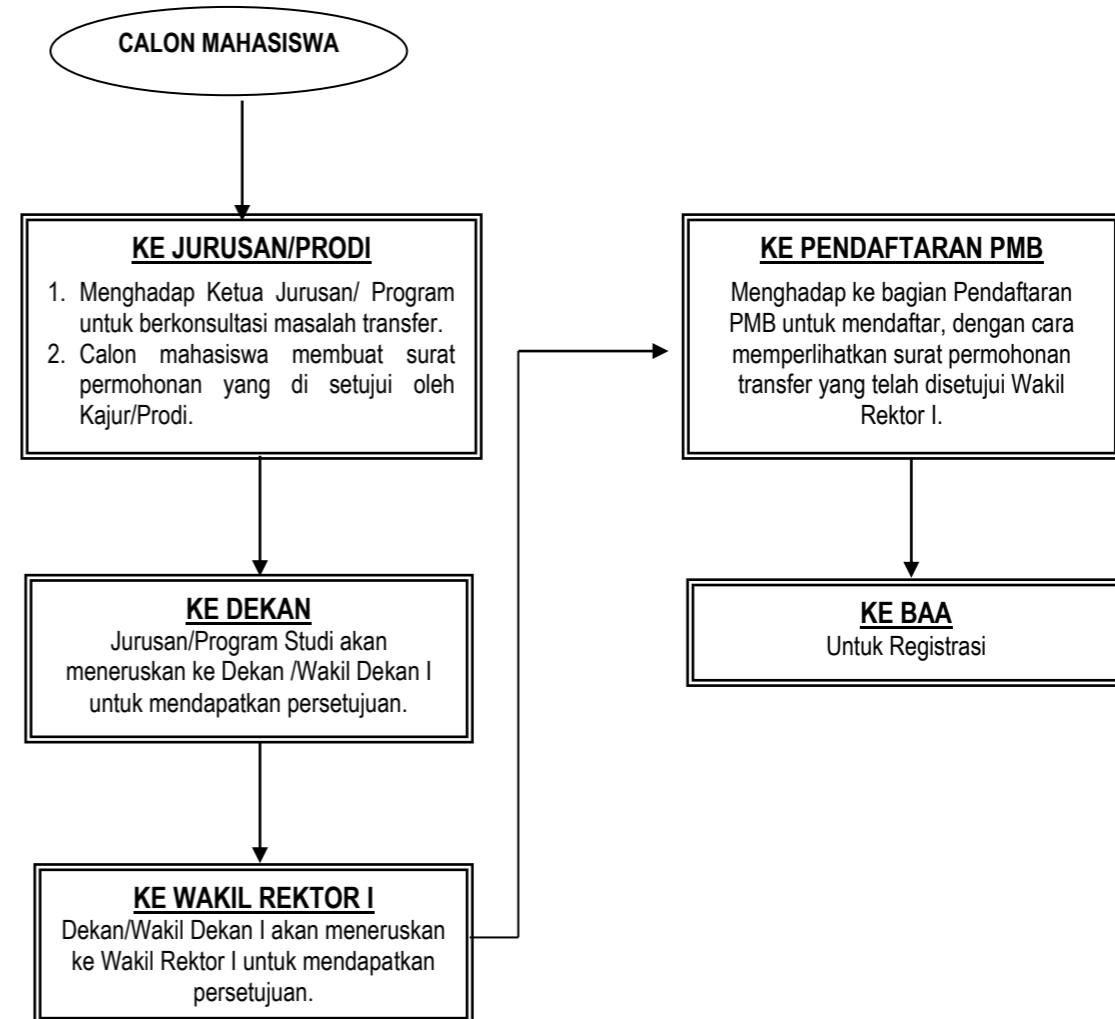 CALON MAHASISWA
KE JURUSAN/PRODI
1. Menghadap Ketua Jurusan/ Program
untuk berkonsultasi masalah transfer.
2. Calon mahasiswa membuat surat
permohonan yang di setujui oleh
Kajur/Prodi.
KE DEKAN
Jurusan/Program Studi akan
meneruskan ke Dekan /Wakil Dekan I
untuk mendapatkan persetujuan.
KE WAKIL REKTOR I
Dekan/Wakil Dekan I akan meneruskan
ke Wakil Rektor I untuk mendapatkan
persetujuan.
KE PENDAFTARAN PMB
Menghadap ke bagian Pendaftaran
PMB untuk mendaftar, dengan cara
memperlihatkan surat permohonan
transfer yang telah disetujui Wakil
Rektor I.
KE BAA
Untuk Registrasi